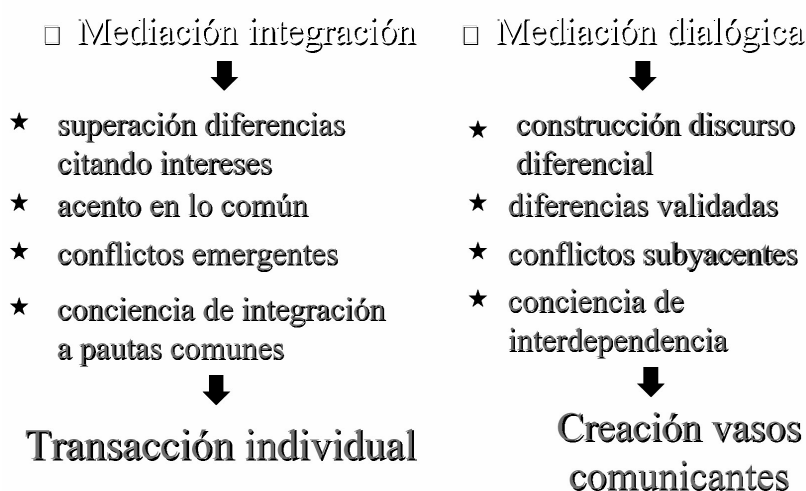 Mediación integración
superación diferencias
citando intereses
acento en lo común
conflictos emergentes
conciencia de integración
a pautas comunes
Transacción individual
Mediación dialógica
construcción discurso
diferencial
diferencias validadas
conflictos subyacentes
conciencia de
interdependencia
Creación vasos
comunicantes